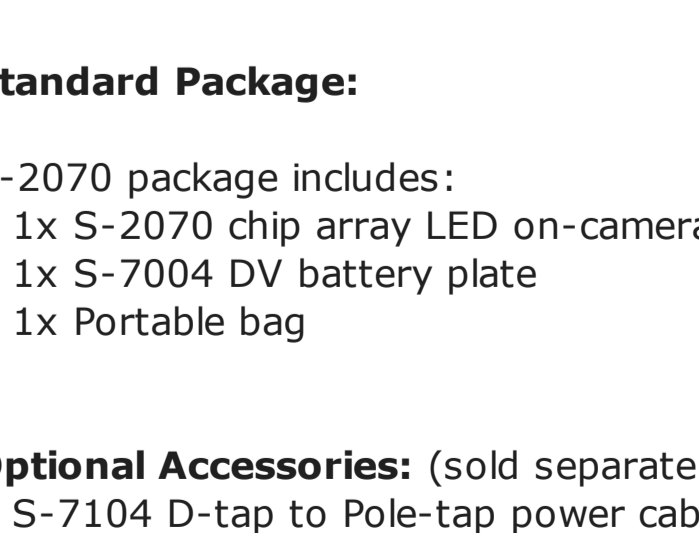 tandard Package:
-2070 package includes:
1x S-2070 chip array LED on-camera
1x S-7004 DV battery plate
1x Portable bag
ptional Accessories: (sold separate
S-7104 D-tap to Pole-tap power cab